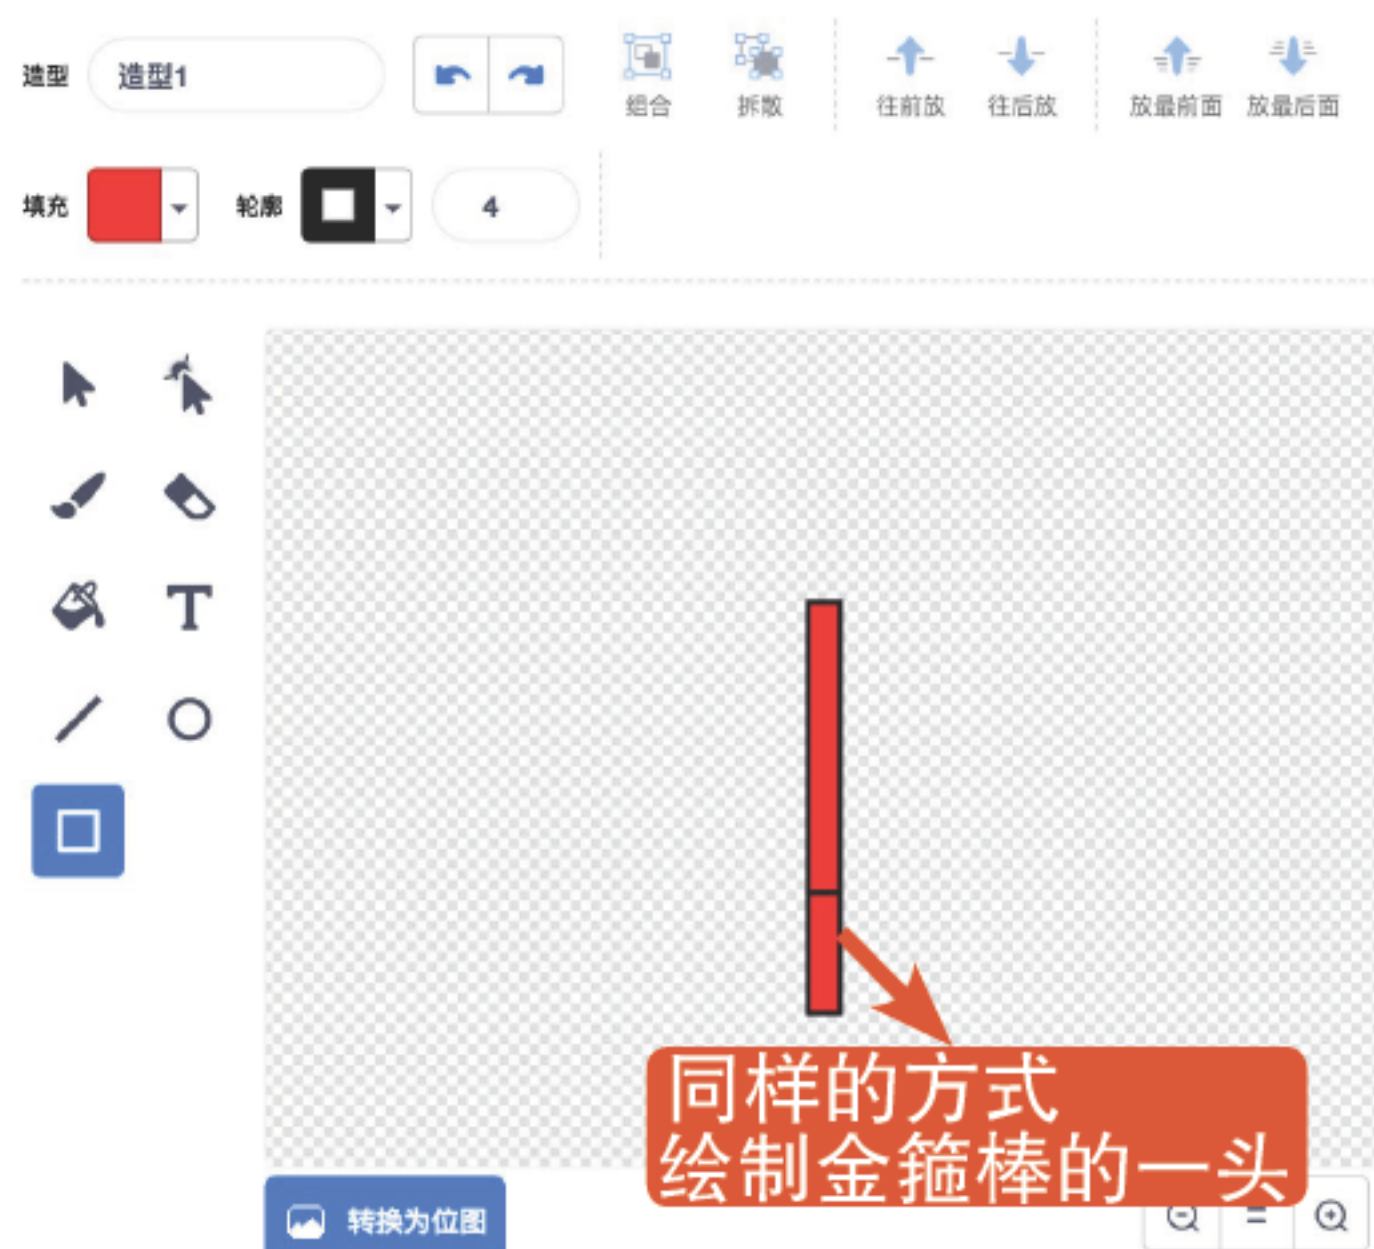 造型 造型1
组合 拆散 往前放 往后放 放最前面 放最后面
填充 轮廓 4
T
同样的方式
绘制金箍棒的一头
转换为位图